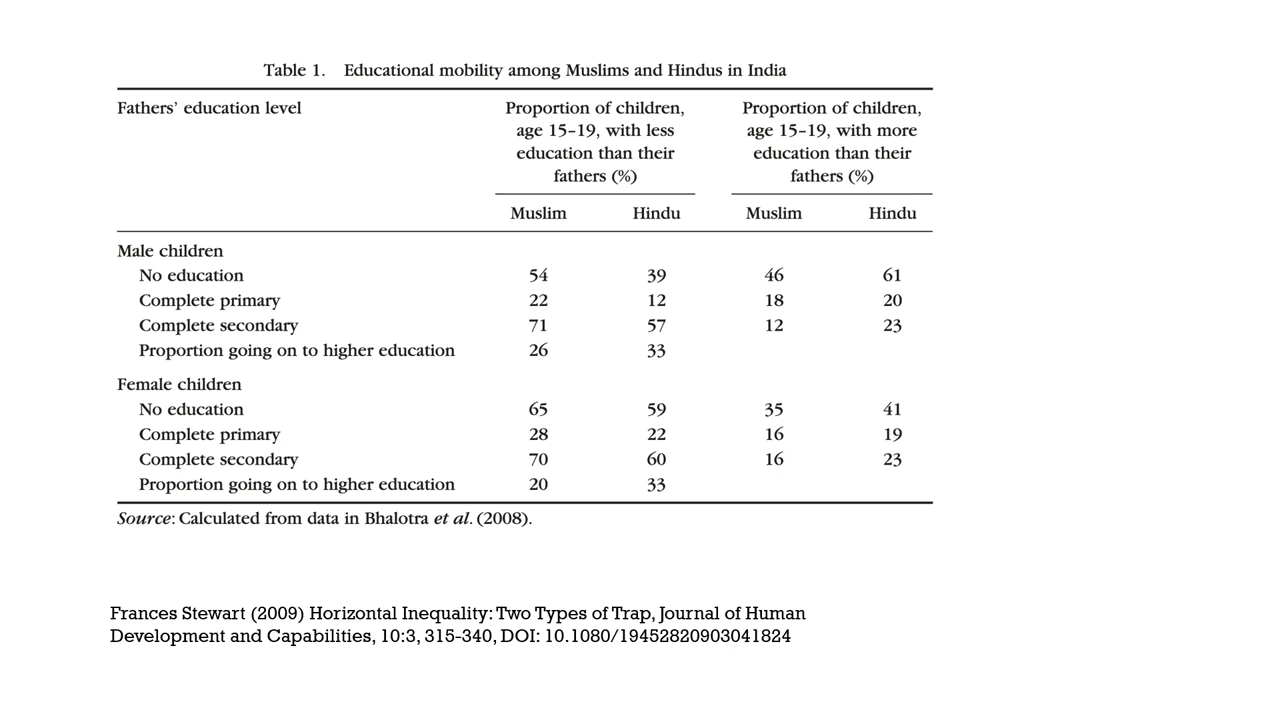 Table 1. Educational mobility among Muslims and Hindus in India
Fathers' education level
Proportion of children, age 15–19, with less education than their fathers (%)
Proportion of children, age 15–19, with more education than their fathers (%)
Muslim Hindu Muslim Hindu
Male children
No education 54 39 46 61
Complete primary 22 12 18 20
Complete secondary 71 57 12 23
Proportion going on to higher education 26 33
Female children
No education 65 59 35 41
Complete primary 28 22 16 19
Complete secondary 70 60 16 23
Proportion going on to higher education 20 33
Source: Calculated from data in Bhalotra et al. (2008).
Frances Stewart (2009) Horizontal Inequality: Two Types of Trap, Journal of Human
Development and Capabilities, 10:3, 315-340, DOI: 10.1080/19452820903041824